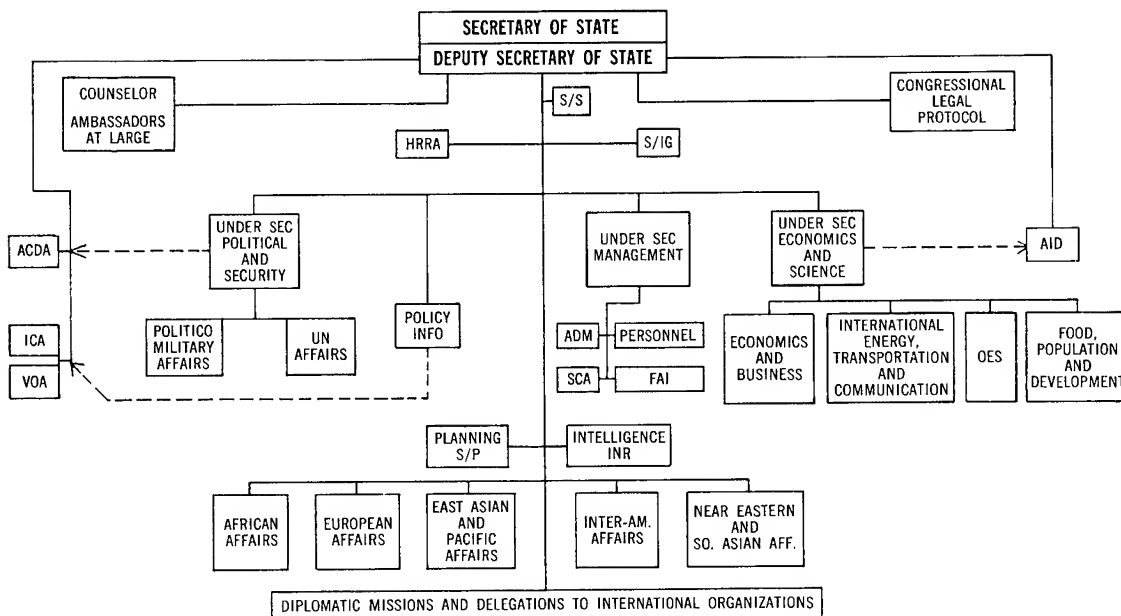 SECRETARY OF STATE
DEPUTY SECRETARY OF STATE
COUNSELOR
AMBASSADORS
AT LARGE
S/S
CONGRESSIONAL
LEGAL
PROTOCOL
HRRA
S/IG
ACDA
UNDER SEC
POLITICAL
AND
SECURITY
UNDER SEC
MANAGEMENT
UNDER SEC
ECONOMICS
AND
SCIENCE
AID
ICA
VOA
POLITICO
MILITARY
AFFAIRS
UN
AFFAIRS
POLICY
INFO
ADM
PERSONNEL
SCA
FAI
ECONOMICS
AND
BUSINESS
INTERNATIONAL
ENERGY,
TRANSPORTATION
AND
COMMUNICATION
OES
FOOD,
POPULATION
AND
DEVELOPMENT
PLANNING
S/P
INTELLIGENCE
INR
AFRICAN
AFFAIRS
EUROPEAN
AFFAIRS
EAST ASIAN
AND
PACIFIC
AFFAIRS
INTER-AM.
AFFAIRS
NEAR EASTERN
AND
SO. ASIAN AFF.
DIPLOMATIC MISSIONS AND DELEGATIONS TO INTERNATIONAL ORGANIZATIONS